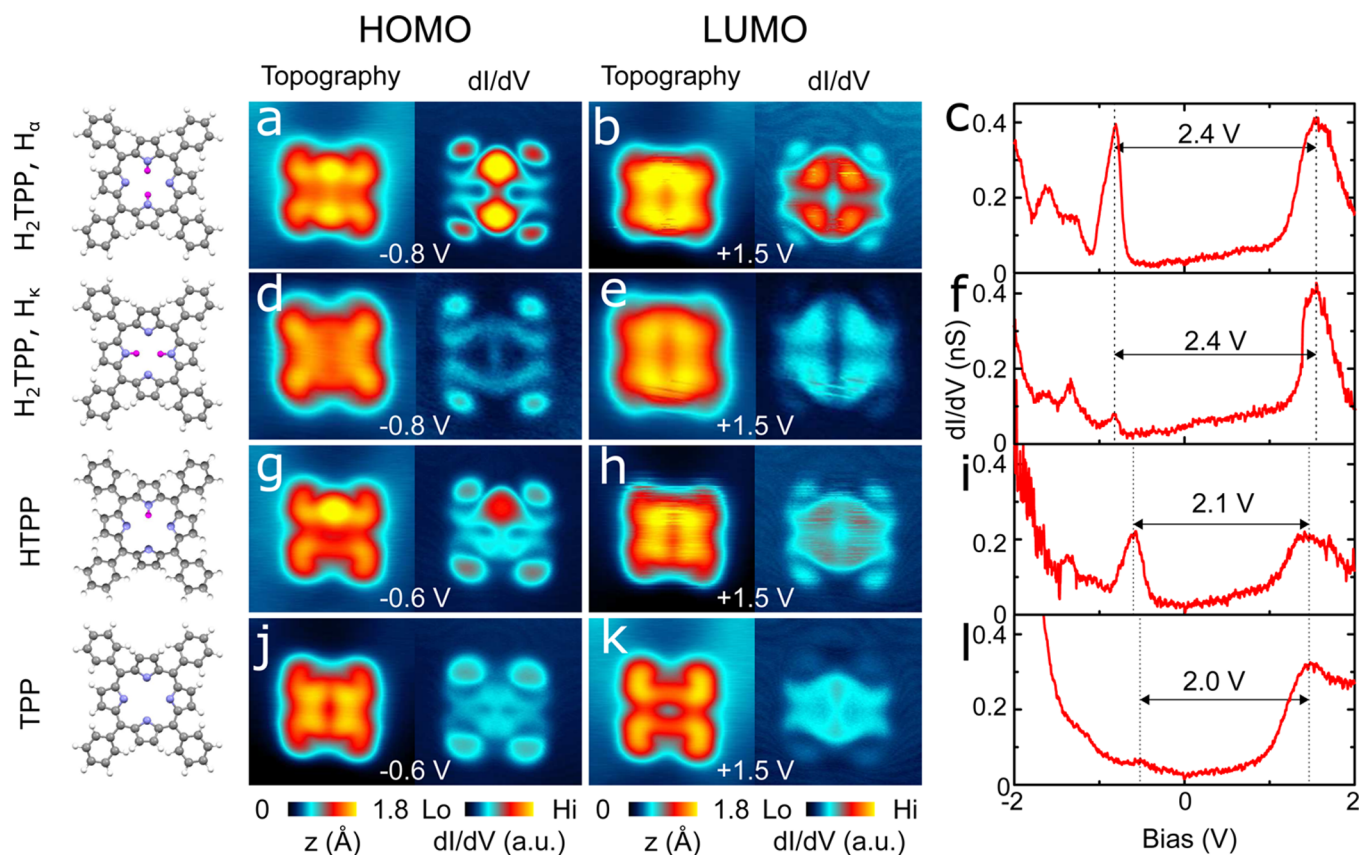 HOMO LUMO
Topography dI/dV Topography dI/dV
H₂TPP, Hα
a
-0.8 V
b
+1.5 V
c
0.4
0.2
0
2.4 V
H₂TPP, Hκ
d
-0.8 V
e
+1.5 V
f
0.4
0.2
0
2.4 V
HTPP
g
-0.6 V
h
+1.5 V
i
0.4
0.2
0
2.1 V
TPP
j
-0.6 V
k
+1.5 V
l
0.4
0.2
0
2.0 V
dI/dV (nS)
-2 0 2
Bias (V)
0 1.8 Lo Hi 0 1.8 Lo Hi
z (Å) dI/dV (a.u.) z (Å) dI/dV (a.u.)